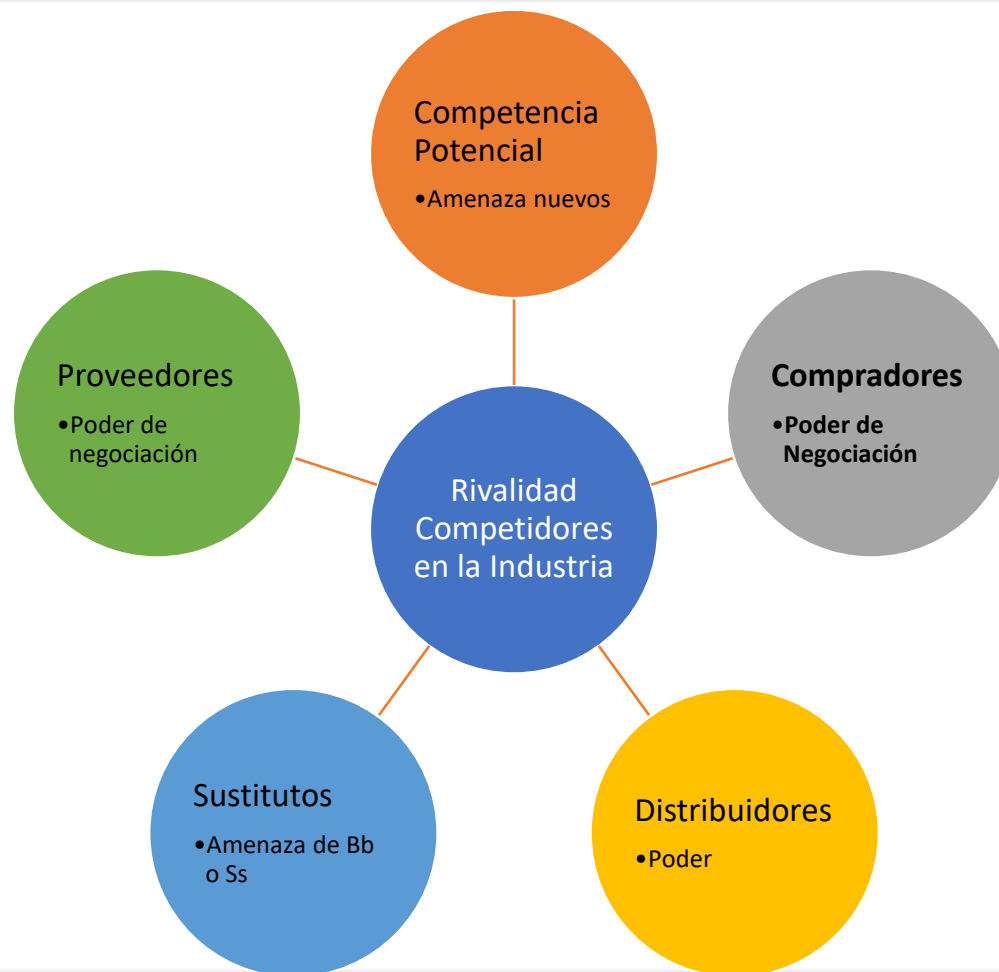 Competencia
Potencial
•Amenaza nuevos
Proveedores
•Poder de
negociación
Compradores
•Poder de
Negociación
Rivalidad
Competidores
en la Industria
Sustitutos
•Amenaza de Bb
o Ss
Distribuidores
•Poder